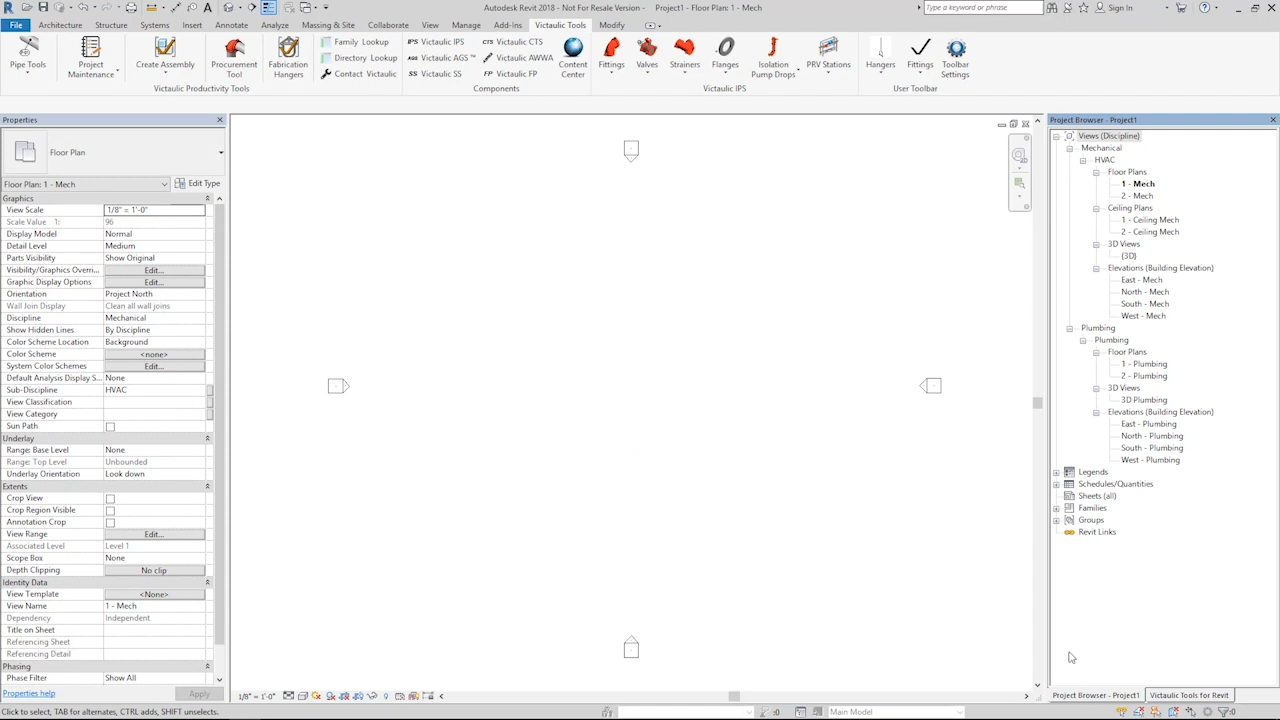 Autodesk Revit 2018 - Not For Resale Version - Project1 - Floor Plan: 1 - Mech
Type a keyword or phrase
Sign In
File Architecture Structure Systems Insert Annotate Analyze Massing & Site Collaborate View Manage Add-Ins Victaulic Tools Modify
Pipe Tools
Project Maintenance
Create Assembly
Procurement Tool
Fabrication Hangers
Family Lookup
Directory Lookup
Contact Victaulic
Victaulic Productivity Tools
IPS Victaulic IPS
AGS Victaulic AGS™
SS Victaulic SS
CTS Victaulic CTS
AWWA Victaulic AWWA
FP Victaulic FP
Content Center
Components
Fittings
Valves
Strainers
Flanges
Isolation Pump Drops
PRV Stations
Victaulic IPS
Hangers
Fittings
Toolbar Settings
User Toolbar
Properties
Floor Plan
Floor Plan: 1 - Mech
Edit Type
Graphics
View Scale 1/8" = 1'-0"
Scale Value 1: 96
Display Model Normal
Detail Level Medium
Parts Visibility Show Original
Visibility/Graphics Overri... Edit...
Graphic Display Options Edit...
Orientation Project North
Wall Join Display Clean all wall joins
Discipline Mechanical
Show Hidden Lines By Discipline
Color Scheme Location Background
Color Scheme <none>
System Color Schemes Edit...
Default Analysis Display S... None
Sub-Discipline HVAC
View Classification
View Category
Sun Path
Underlay
Range: Base Level None
Range: Top Level Unbounded
Underlay Orientation Look down
Extents
Crop View
Crop Region Visible
Annotation Crop
View Range Edit...
Associated Level Level 1
Scope Box None
Depth Clipping No clip
Identity Data
View Template <None>
View Name 1 - Mech
Dependency Independent
Title on Sheet
Referencing Sheet
Referencing Detail
Phasing
Phase Filter Show All
Properties help
Apply
1/8" = 1'-0"
Project Browser - Project1
Views (Discipline)
Mechanical
HVAC
Floor Plans
1 - Mech
2 - Mech
Ceiling Plans
1 - Ceiling Mech
2 - Ceiling Mech
3D Views
{3D}
Elevations (Building Elevation)
East - Mech
North - Mech
South - Mech
West - Mech
Plumbing
Plumbing
Floor Plans
1 - Plumbing
2 - Plumbing
3D Views
3D Plumbing
Elevations (Building Elevation)
East - Plumbing
North - Plumbing
South - Plumbing
West - Plumbing
Legends
Schedules/Quantities
Sheets (all)
Families
Groups
Revit Links
Project Browser - Project1
Victaulic Tools for Revit
Click to select, TAB for alternates, CTRL adds, SHIFT unselects.
:0
Main Model
:0